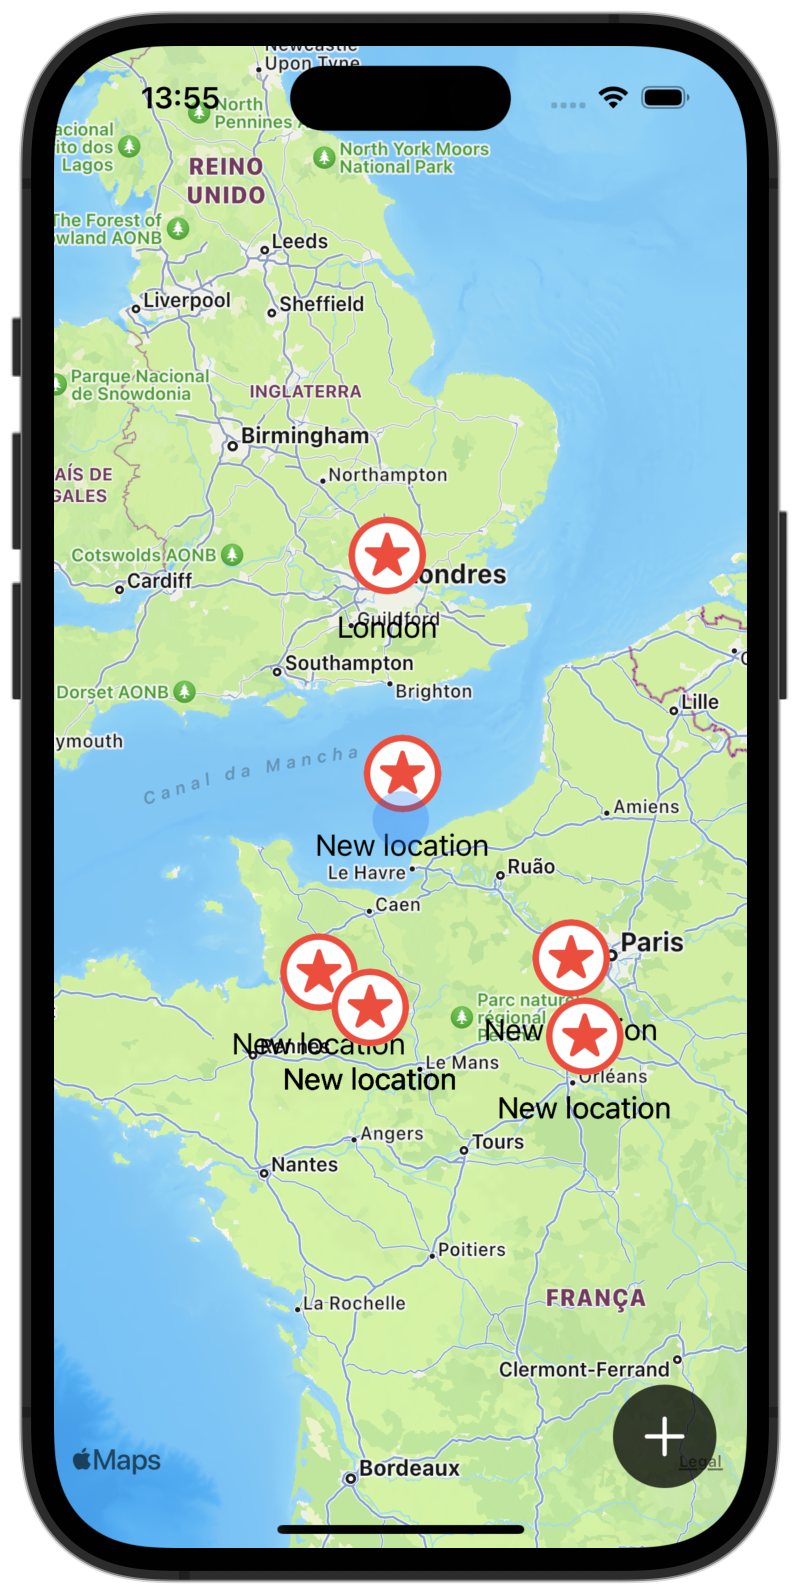 Newcastle
Upon Tyne
13:55
North
Pennines A
acional
ito dos
Lagos
North York Moors
National Park
REINO
UNIDO
The Forest of
wland AONB
Leeds
Liverpool
Sheffield
Parque Nacional
de Snowdonia
INGLATERRA
Birmingham
Northampton
AÍS DE
GALES
Cotswolds AONB
Cardiff
ondres
Guildford
London
Southampton
Dorset AONB
Brighton
Lille
ymouth
Canal da Mancha
Amiens
New location
Le Havre
Ruão
Caen
Paris
Parc nature
régional
New location
Rennes
New ion
Le Mans
New location
Orléans
New location
Angers
Tours
Nantes
Poitiers
La Rochelle
FRANÇA
Clermont-Ferrand
Maps
Legal
Bordeaux